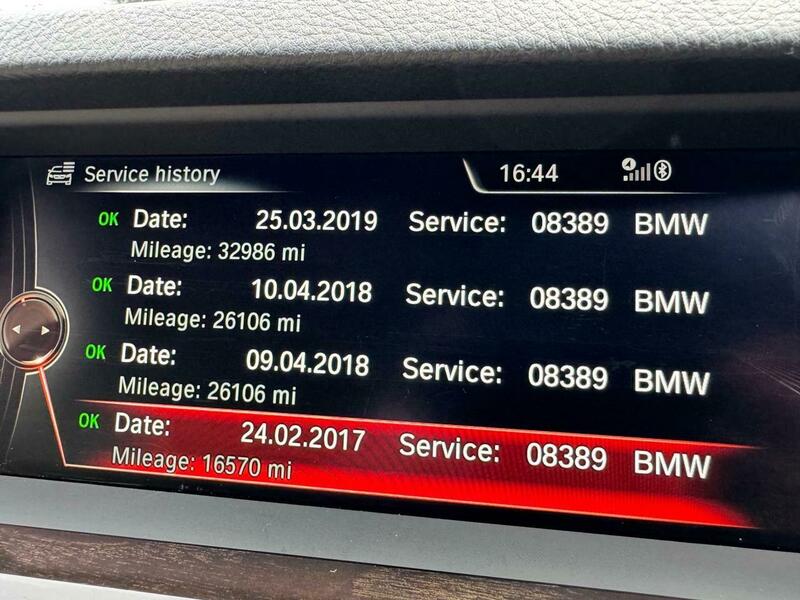 Service history 16:44
OK Date: 25.03.2019 Service: 08389 BMW
Mileage: 32986 mi
OK Date: 10.04.2018 Service: 08389 BMW
Mileage: 26106 mi
OK Date: 09.04.2018 Service: 08389 BMW
Mileage: 26106 mi
OK Date: 24.02.2017 Service: 08389 BMW
Mileage: 16570 mi